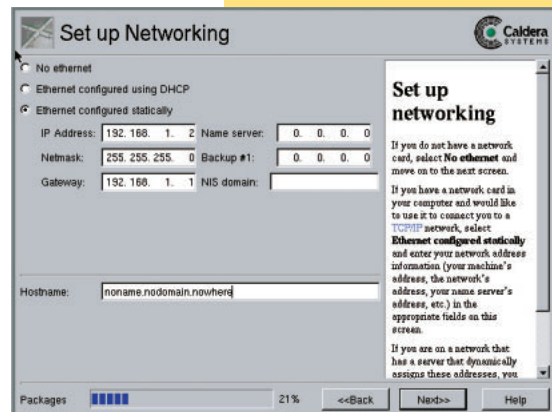 Set up Networking
Caldera
SYSTEMS
No ethernet
Ethernet configured using DHCP
Ethernet configured statically
IP Address: 192. 168. 1. 2 Name server: 0. 0. 0. 0
Netmask: 255. 255. 255. 0 Backup #1: 0. 0. 0. 0
Gateway: 192. 168. 1. 1 NIS domain:
Hostname: noname.nodomain.nowhere
Set up
networking
If you do not have a network
card, select No ethernet and
move on to the next screen.
If you have a network card in
your computer and would like
to use it to connect you to a
TCP/IP network, select
Ethernet configured statically
and enter your network address
information (your machine's
address, the network's
address, your name server's
address, etc.) in the
appropriate fields on this
screen.
If you are on a network that
has a server that dynamically
assigns these addresses, you
Packages 21% <<Back Next>> Help